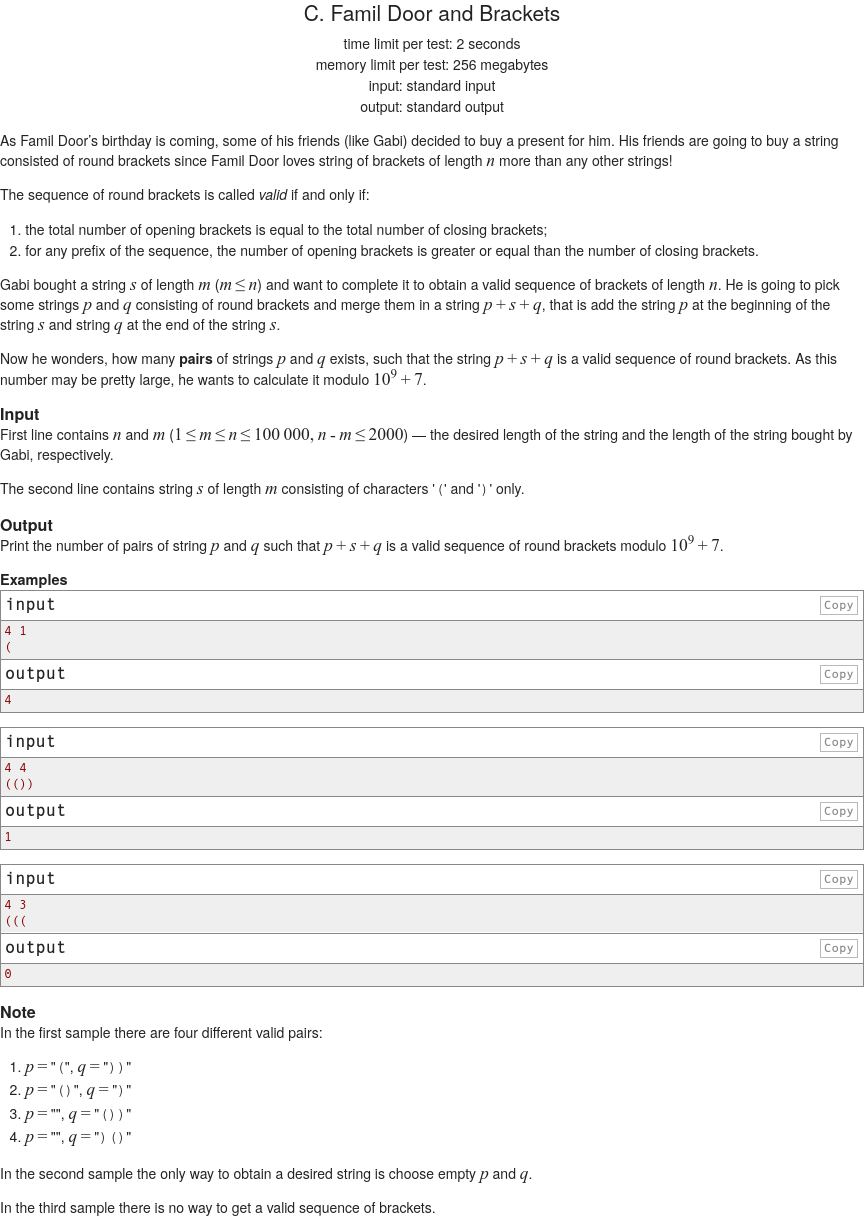 C. Famil Door and Brackets
time limit per test: 2 seconds
memory limit per test: 256 megabytes
input: standard input
output: standard output
As Famil Door's birthday is coming, some of his friends (like Gabi) decided to buy a present for him. His friends are going to buy a string
consisted of round brackets since Famil Door loves string of brackets of length n more than any other strings!
The sequence of round brackets is called valid if and only if:
1. the total number of opening brackets is equal to the total number of closing brackets;
2. for any prefix of the sequence, the number of opening brackets is greater or equal than the number of closing brackets.
Gabi bought a string s of length m (m ≤ n) and want to complete it to obtain a valid sequence of brackets of length n. He is going to pick
some strings p and q consisting of round brackets and merge them in a string p + s + q, that is add the string p at the beginning of the
string s and string q at the end of the string s.
Now he wonders, how many pairs of strings p and q exists, such that the string p + s + q is a valid sequence of round brackets. As this
number may be pretty large, he wants to calculate it modulo 10^9 + 7.
Input
First line contains n and m (1 ≤ m ≤ n ≤ 100 000, n - m ≤ 2000) — the desired length of the string and the length of the string bought by
Gabi, respectively.
The second line contains string s of length m consisting of characters '(' and ')' only.
Output
Print the number of pairs of string p and q such that p + s + q is a valid sequence of round brackets modulo 10^9 + 7.
Examples
input Copy
4 1
(
output Copy
4
input Copy
4 4
(())
output Copy
1
input Copy
4 3
(((
output Copy
0
Note
In the first sample there are four different valid pairs:
1. p = "(", q = "))"
2. p = "()", q = ")"
3. p = "", q = "())"
4. p = "", q = ")()"
In the second sample the only way to obtain a desired string is choose empty p and q.
In the third sample there is no way to get a valid sequence of brackets.